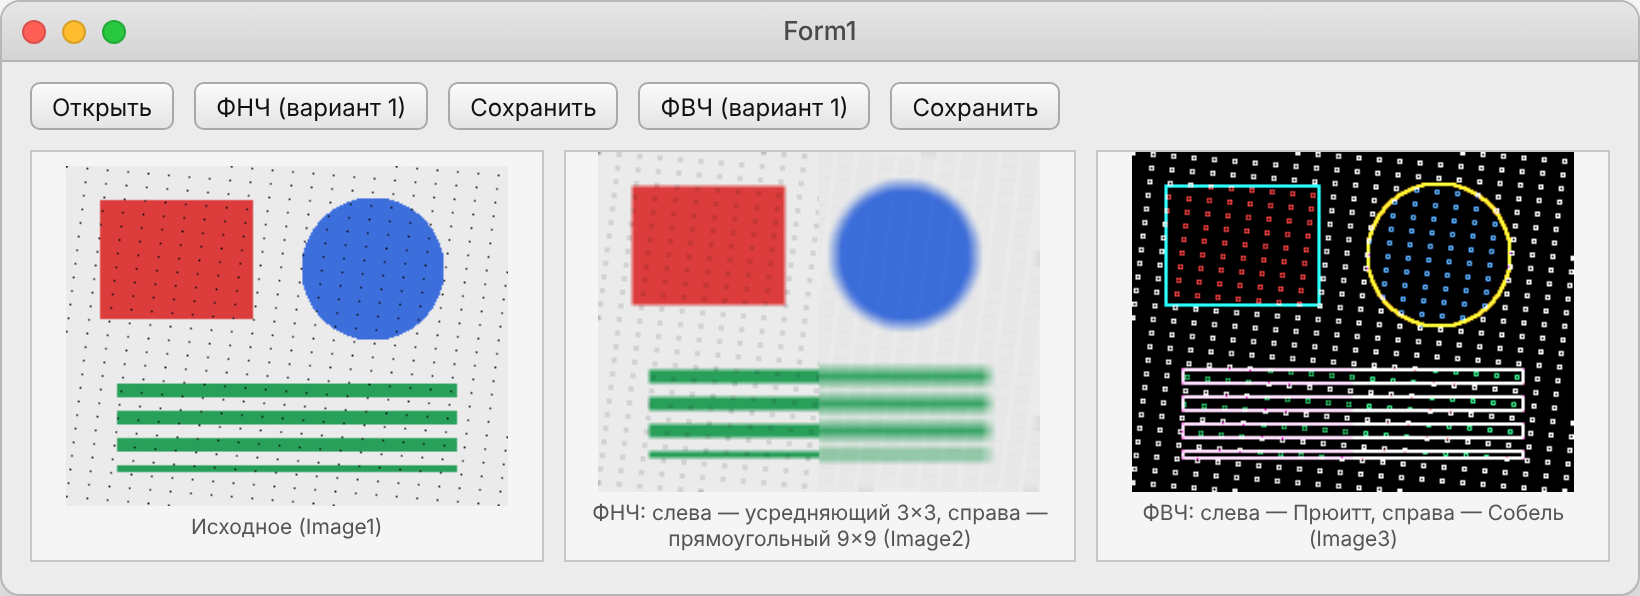 Form1
Открыть
ФНЧ (вариант 1)
Сохранить
ФВЧ (вариант 1)
Сохранить
Исходное (Image1)
ФНЧ: слева — усредняющий 3×3, справа —
прямоугольный 9×9 (Image2)
ФВЧ: слева — Прюитт, справа — Собель
(Image3)